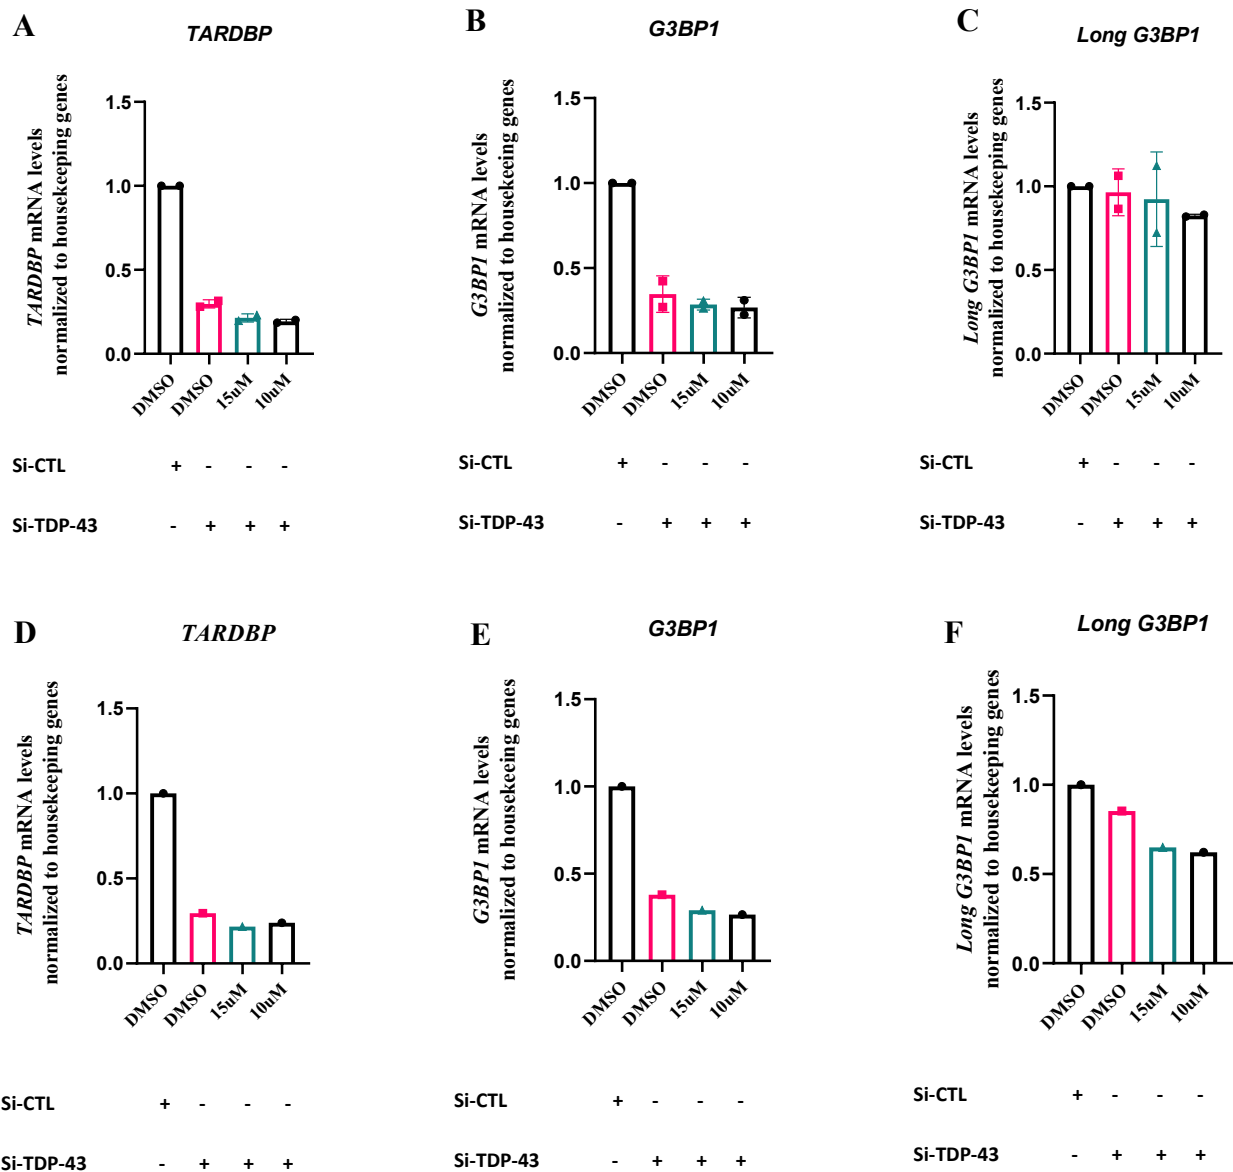 A
TARDBP
TARDBP mRNA levels
normalized to housekeeping genes
1.5
1.0
0.5
0.0
DMSO
DMSO
15uM
10uM
Si-CTL + - - -
Si-TDP-43 - + + +
B
G3BP1
G3BP1 mRNA levels
normalized to housekeeing genes
1.5
1.0
0.5
0.0
DMSO
DMSO
15uM
10uM
Si-CTL + - - -
Si-TDP-43 - + + +
C
Long G3BP1
Long G3BP1 mRNA levels
normalized to housekeeping genes
1.5
1.0
0.5
0.0
DMSO
DMSO
15uM
10uM
Si-CTL + - - -
Si-TDP-43 - + + +
D
TARDBP
TARDBP mRNA levels
normalized to housekeeping genes
1.5
1.0
0.5
0.0
DMSO
DMSO
15uM
10uM
Si-CTL + - - -
Si-TDP-43 - + + +
E
G3BP1
G3BP1 mRNA levels
normalized to housekeeing genes
1.5
1.0
0.5
0.0
DMSO
DMSO
15uM
10uM
Si-CTL + - - -
Si-TDP-43 - + + +
F
Long G3BP1
Long G3BP1 mRNA levels
normalized to housekeeping genes
1.5
1.0
0.5
0.0
DMSO
DMSO
15uM
10uM
Si-CTL + - - -
Si-TDP-43 - + + +